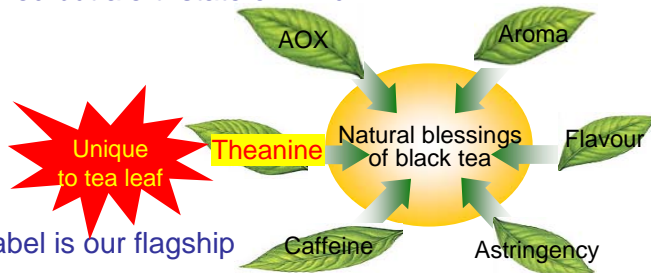 AOX
Aroma
Unique
to tea leaf
Theanine
Natural blessings
of black tea
Flavour
abel is our flagship
Caffeine
Astringency